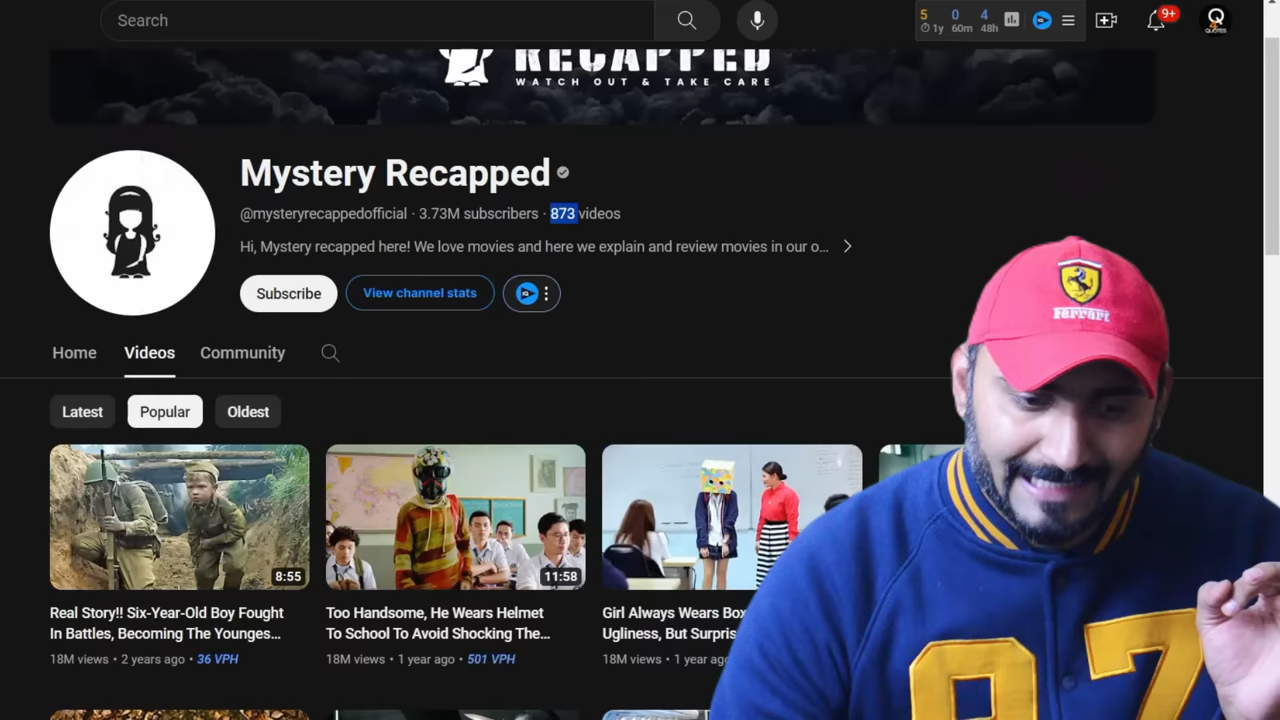 Search
5 0 4
1y 60m 48h
9+
QUOTES
RECAPPED
WATCH OUT & TAKE CARE
Mystery Recapped
@mysteryrecappedofficial · 3.73M subscribers · 873 videos
Hi, Mystery recapped here! We love movies and here we explain and review movies in our o...
Subscribe
View channel stats
IQ
Home Videos Community
Latest Popular Oldest
8:55
11:58
Real Story!! Six-Year-Old Boy Fought
In Battles, Becoming The Younges...
18M views • 2 years ago • 36 VPH
Too Handsome, He Wears Helmet
To School To Avoid Shocking The...
18M views • 1 year ago • 501 VPH
Girl Always Wears Box
Ugliness, But Surpris
18M views • 1 year ago
Ferrari
97